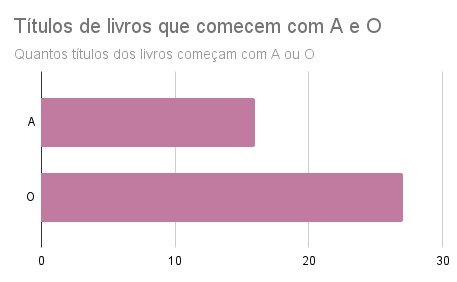 Títulos de livros que comecem com A e O
Quantos títulos dos livros começam com A ou O
A
O
0 10 20 30